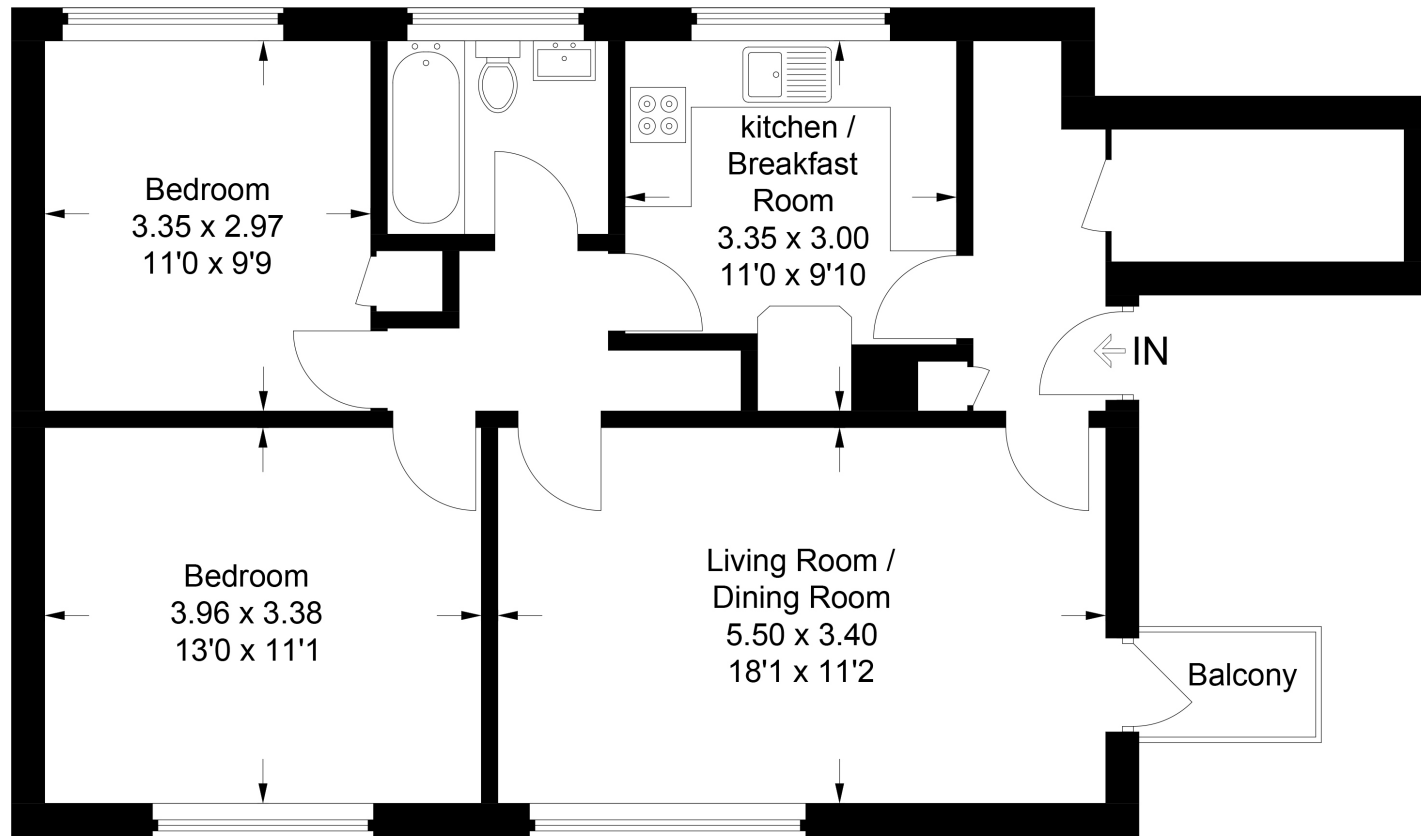 Bedroom
3.35 x 2.97
11'0 x 9'9
kitchen /
Breakfast
Room
3.35 x 3.00
11'0 x 9'10
IN
Bedroom
3.96 x 3.38
13'0 x 11'1
Living Room /
Dining Room
5.50 x 3.40
18'1 x 11'2
Balcony